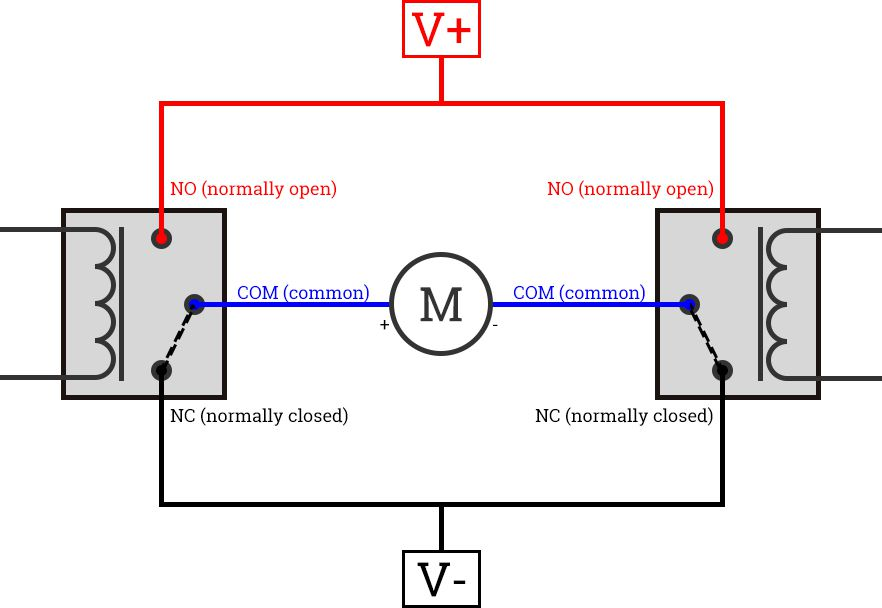 V+
NO (normally open)
NO (normally open)
COM (common)
COM (common)
M
+
-
NC (normally closed)
NC (normally closed)
V-